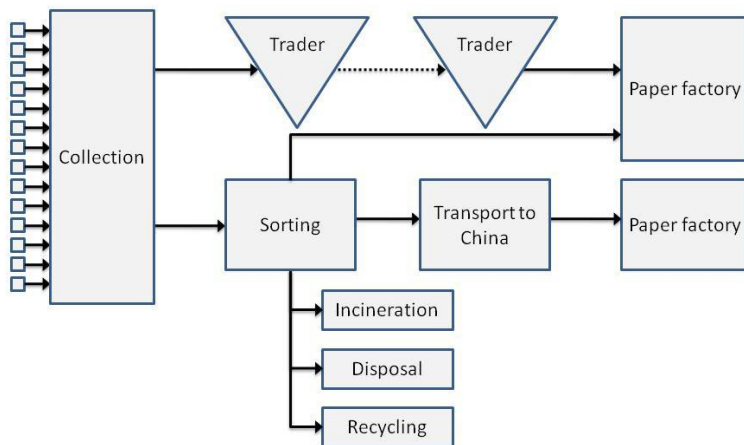 Trader
Trader
Paper factory
Collection
Sorting
Transport to
China
Paper factory
Incineration
Disposal
Recycling